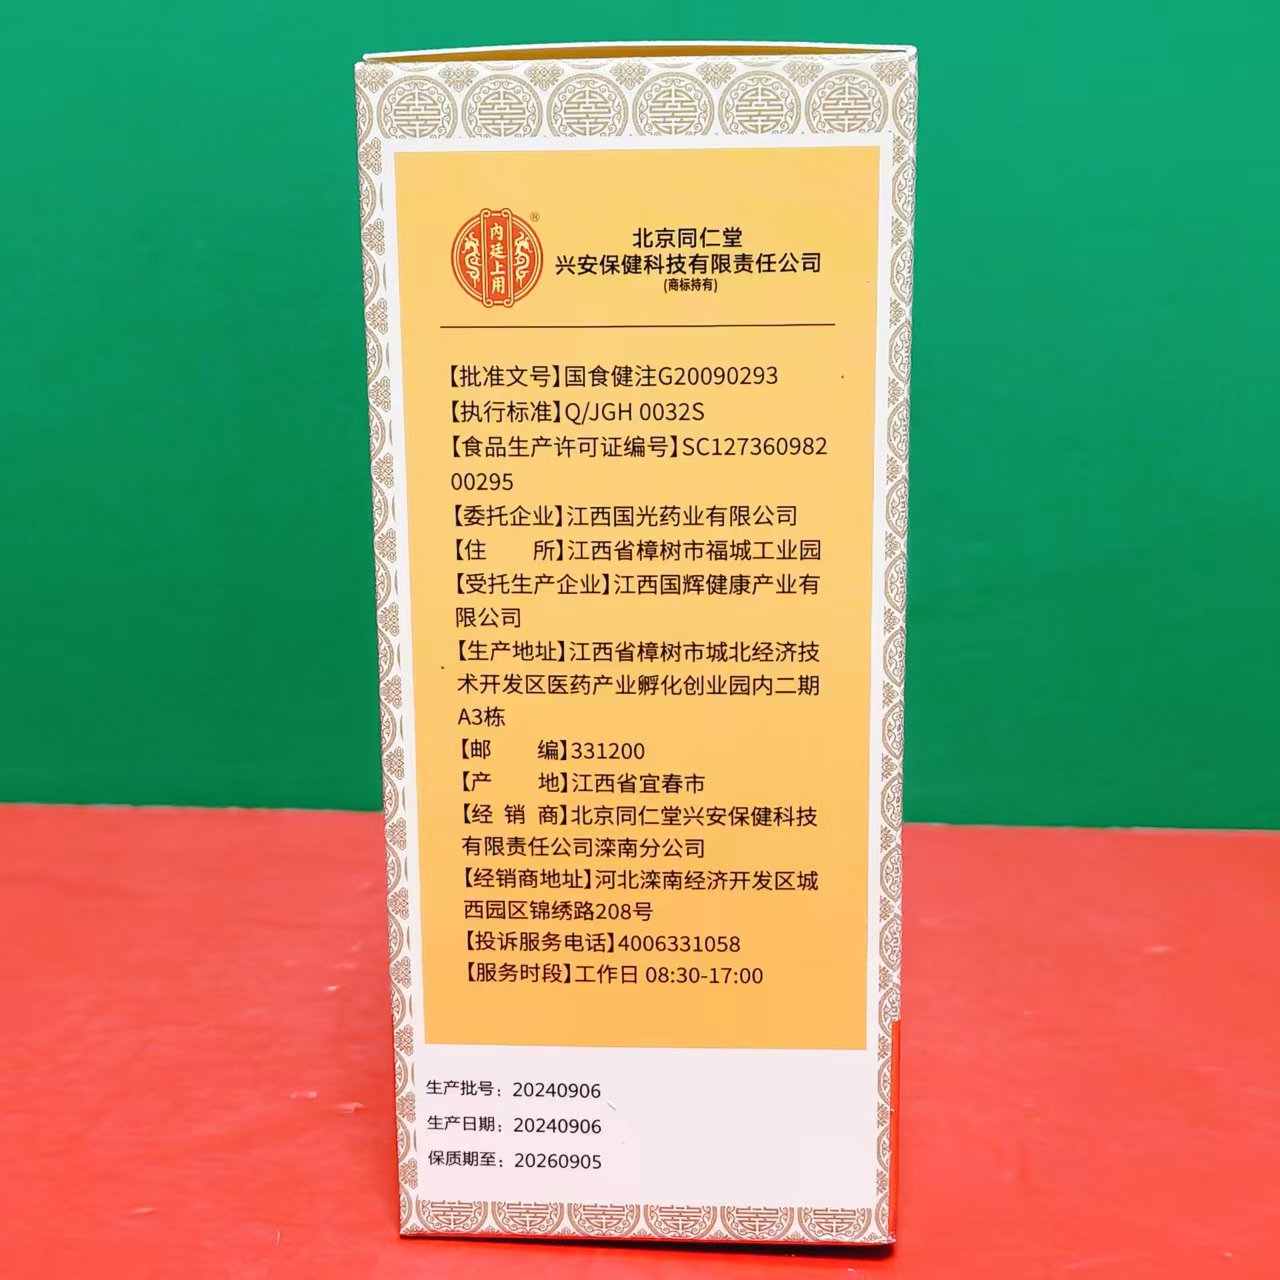 内廷上用
®
北京同仁堂
兴安保健科技有限责任公司
(商标持有)
【批准文号】国食健注G20090293
【执行标准】Q/JGH 0032S
【食品生产许可证编号】SC127360982
00295
【委托企业】江西国光药业有限公司
【住 所】江西省樟树市福城工业园
【受托生产企业】江西国辉健康产业有
限公司
【生产地址】江西省樟树市城北经济技
术开发区医药产业孵化创业园内二期
A3栋
【邮 编】331200
【产 地】江西省宜春市
【经 销 商】北京同仁堂兴安保健科技
有限责任公司滦南分公司
【经销商地址】河北滦南经济开发区城
西园区锦绣路208号
【投诉服务电话】4006331058
【服务时段】工作日 08:30-17:00
生产批号：20240906
生产日期：20240906
保质期至：20260905